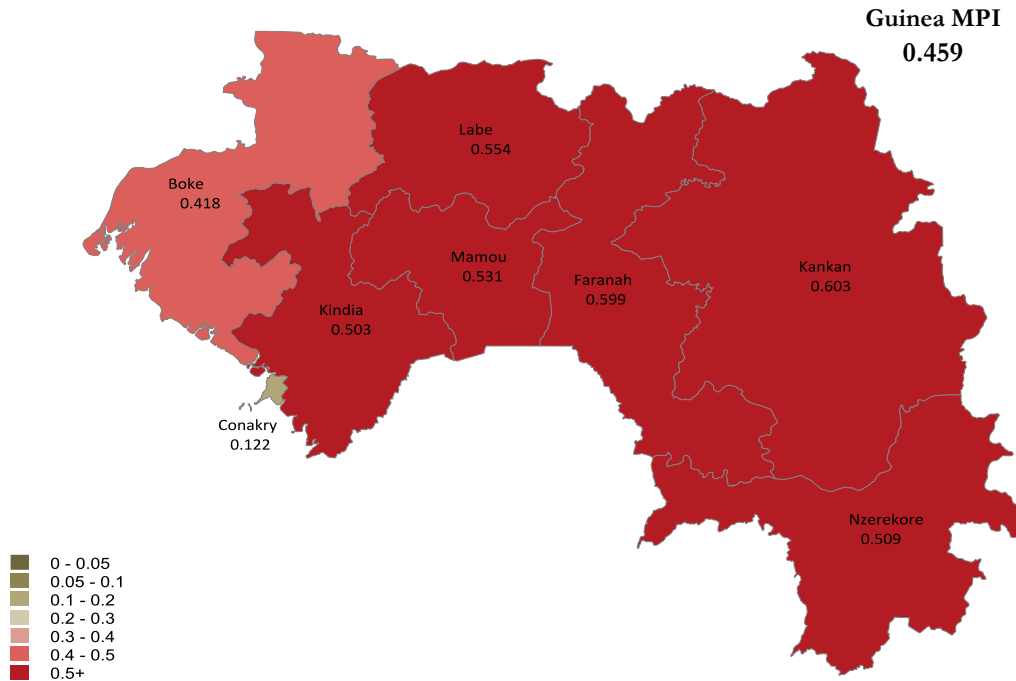 Guinea MPI
0.459
Labe
0.554
Boke
0.418
Mamou
0.531
Faranah
0.599
Kankan
0.603
Kindia
0.503
Conakry
0.122
Nzerekore
0.509
0 - 0.05
0.05 - 0.1
0.1 - 0.2
0.2 - 0.3
0.3 - 0.4
0.4 - 0.5
0.5+